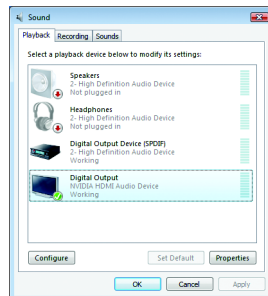 Sound
Playback Recording Sounds
Select a playback device below to modify its settings:
Speakers
2- High Definition Audio Device
Not plugged in
Headphones
2- High Definition Audio Device
Not plugged in
Digital Output Device (SPDIF)
2- High Definition Audio Device
Working
Digital Output
NVIDIA HDMI Audio Device
Working
Configure Set Default Properties
OK Cancel Apply